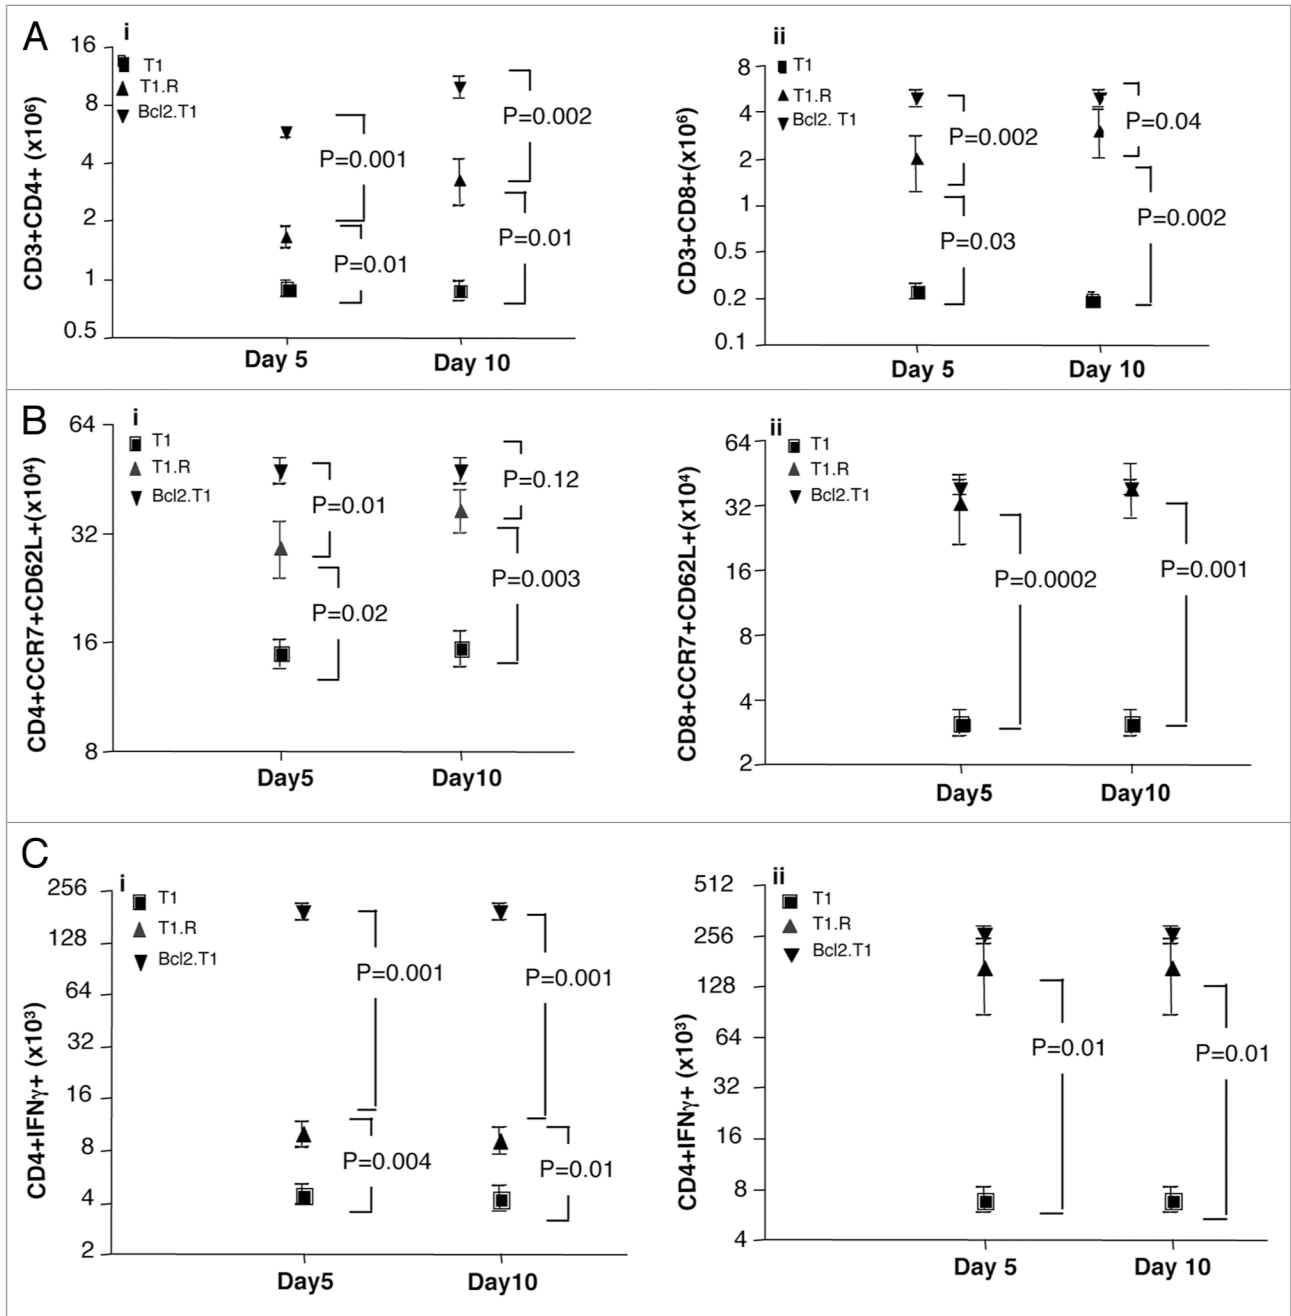 A
i
16
8
4
2
1
0.5
CD3+CD4+ (x10⁶)
T1
T1.R
Bcl2.T1
P=0.001
P=0.01
P=0.002
P=0.01
Day 5
Day 10
ii
8
4
2
1
0.5
0.2
0.1
CD3+CD8+(x10⁶)
T1
T1.R
Bcl2. T1
P=0.002
P=0.03
P=0.04
P=0.002
Day 5
Day 10
B
i
64
32
16
8
CD4+CCR7+CD62L+(x10⁴)
T1
T1.R
Bcl2.T1
P=0.01
P=0.02
P=0.12
P=0.003
Day5
Day10
ii
64
32
16
8
4
2
CD8+CCR7+CD62L+(x10⁴)
T1
T1.R
Bcl2.T1
P=0.0002
P=0.001
Day5
Day10
C
i
256
128
64
32
16
8
4
2
CD4+IFNγ+ (x10³)
T1
T1.R
Bcl2.T1
P=0.001
P=0.004
P=0.001
P=0.01
Day5
Day10
ii
512
256
128
64
32
16
8
4
CD4+IFNγ+ (x10³)
T1
T1.R
Bcl2.T1
P=0.01
P=0.01
Day 5
Day 10